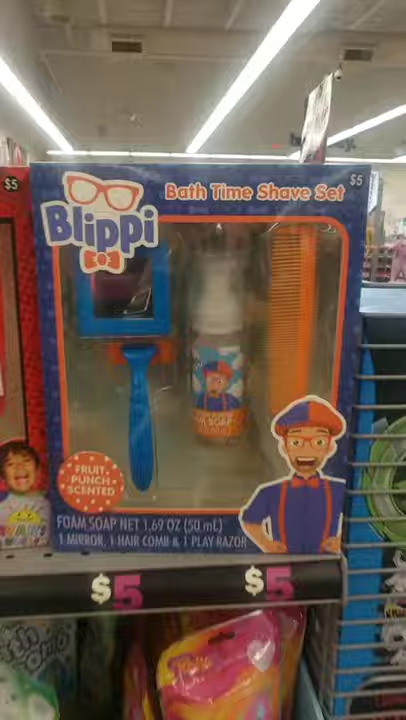 $5
Blippi
Bath Time Shave Set
$5
SOAP
FRUIT
PUNCH
SCENTED
FOAM SOAP NET 1.69 OZ (50 mL)
1 MIRROR, 1 HAIR COMB & 1 PLAY RAZOR
$5
$5